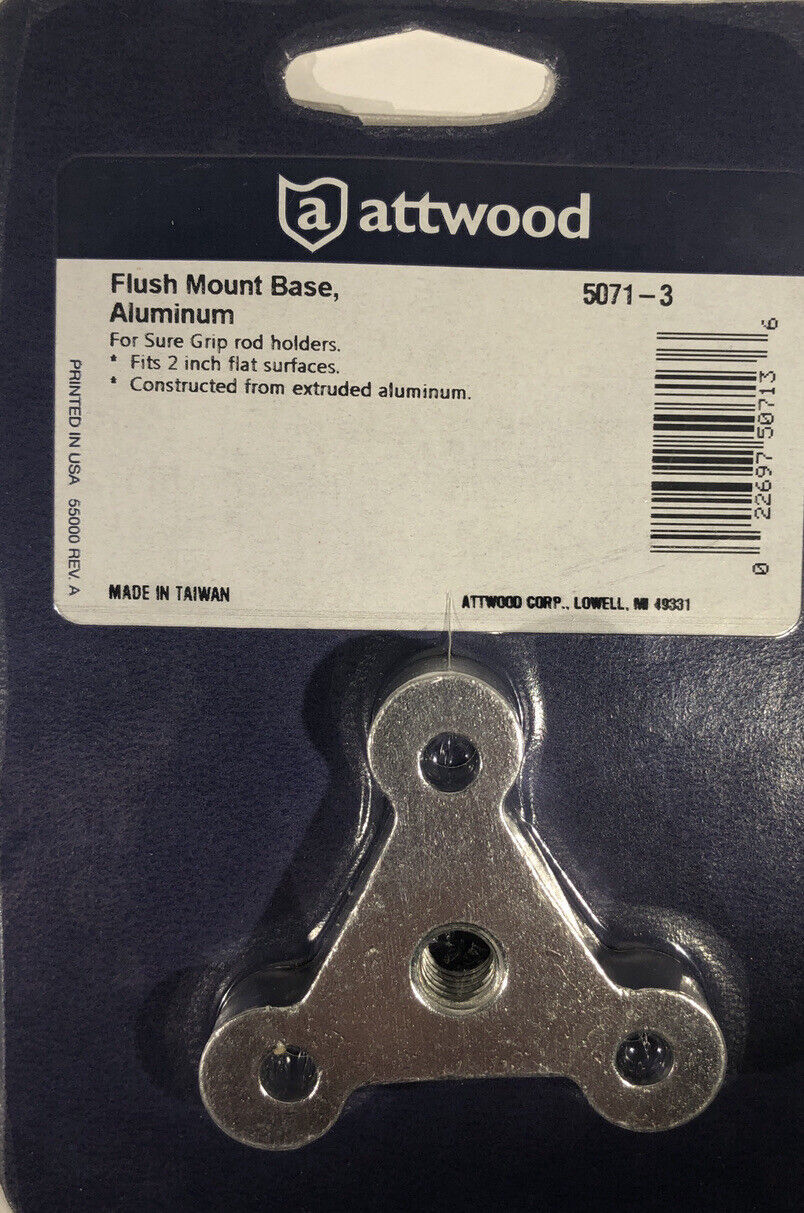 a attwood
Flush Mount Base,
Aluminum
5071-3
For Sure Grip rod holders.
* Fits 2 inch flat surfaces.
* Constructed from extruded aluminum.
0 22697 50713 6
PRINTED IN USA 55000 REV. A
MADE IN TAIWAN
ATTWOOD CORP., LOWELL, MI 49331